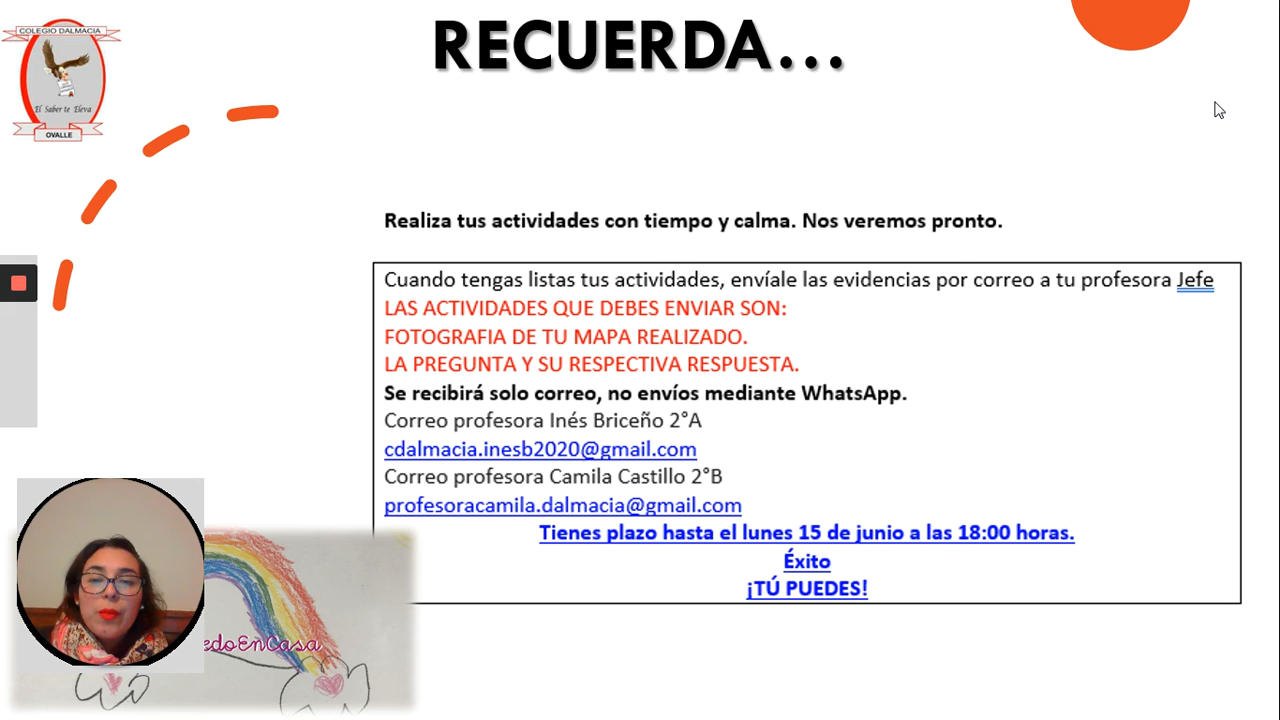 COLEGIO DALMACIA
El Saber te Eleva
OVALLE
RECUERDA...
Realiza tus actividades con tiempo y calma. Nos veremos pronto.
Cuando tengas listas tus actividades, envíale las evidencias por correo a tu profesora Jefe
LAS ACTIVIDADES QUE DEBES ENVIAR SON:
FOTOGRAFIA DE TU MAPA REALIZADO.
LA PREGUNTA Y SU RESPECTIVA RESPUESTA.
Se recibirá solo correo, no envíos mediante WhatsApp.
Correo profesora Inés Briceño 2°A
cdalmacia.inesb2020@gmail.com
Correo profesora Camila Castillo 2°B
profesoracamila.dalmacia@gmail.com
Tienes plazo hasta el lunes 15 de junio a las 18:00 horas.
Éxito
¡TÚ PUEDES!
edoEnCasa